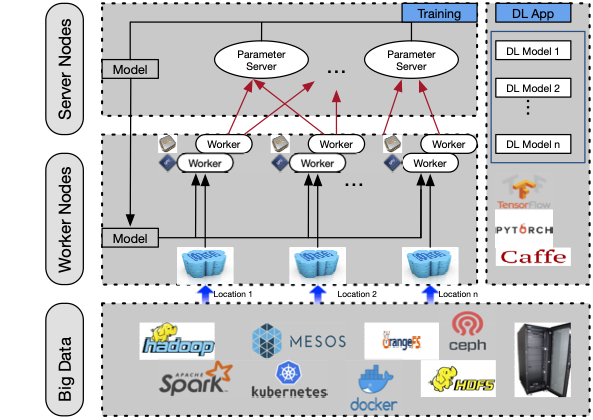 Server Nodes
Training
DL App
Parameter
Server
Parameter
Server
...
Model
DL Model 1
DL Model 2
DL Model n
Worker Nodes
Worker
Worker
Worker
Worker
Worker
Worker
...
Model
TensorFlow
PYTORCH
Caffe
Location 1
Location 2
Location n
Big Data
hadoop
MESOS
OrangeFS
ceph
APACHE
Spark
kubernetes
docker
HDFS